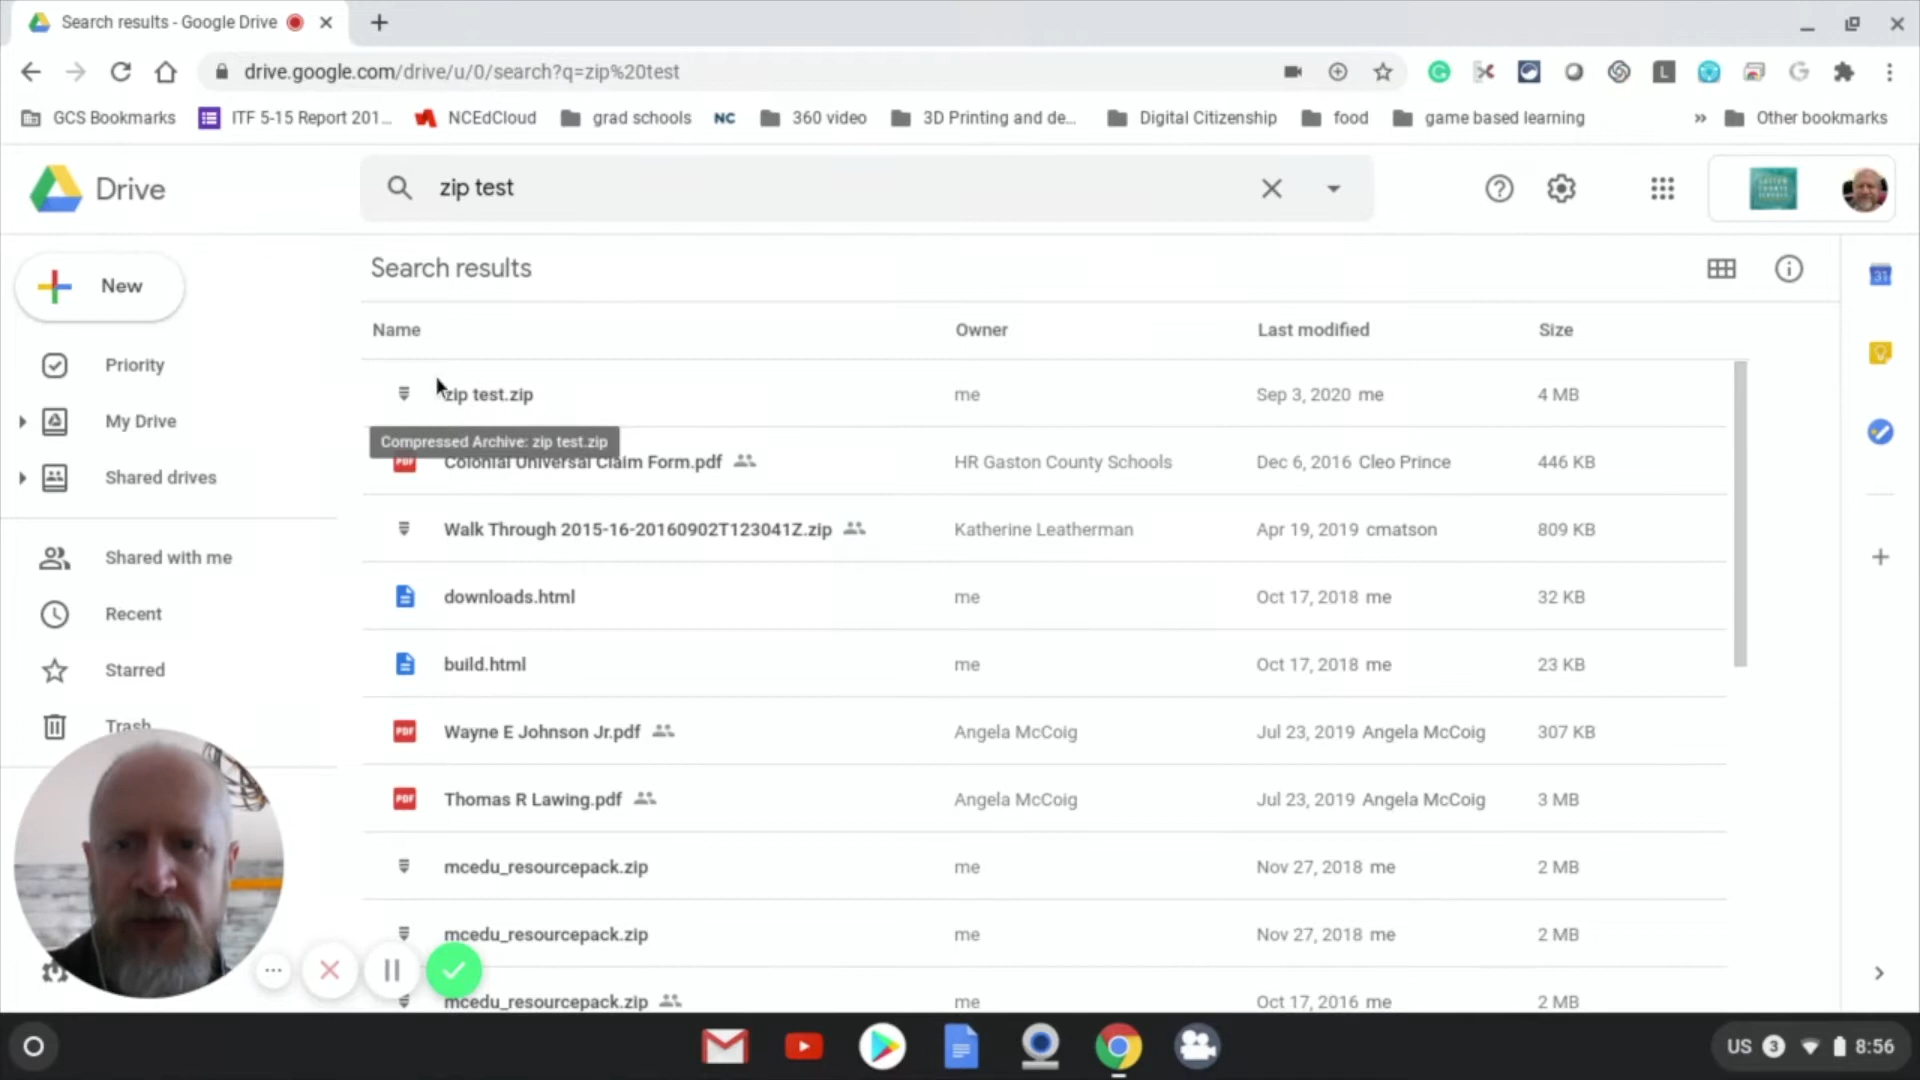 Search results - Google Drive
drive.google.com/drive/u/0/search?q=zip%20test
GCS Bookmarks ITF 5-15 Report 201... NCEdCloud grad schools NC 360 video 3D Printing and de... Digital Citizenship food game based learning » Other bookmarks
Drive
zip test
New
Priority
My Drive
Shared drives
Shared with me
Recent
Starred
Trash
Search results
Name Owner Last modified Size
zip test.zip me Sep 3, 2020 me 4 MB
Compressed Archive: zip test.zip
PDF Colonial Universal Claim Form.pdf HR Gaston County Schools Dec 6, 2016 Cleo Prince 446 KB
Walk Through 2015-16-20160902T123041Z.zip Katherine Leatherman Apr 19, 2019 cmatson 809 KB
downloads.html me Oct 17, 2018 me 32 KB
build.html me Oct 17, 2018 me 23 KB
PDF Wayne E Johnson Jr.pdf Angela McCoig Jul 23, 2019 Angela McCoig 307 KB
PDF Thomas R Lawing.pdf Angela McCoig Jul 23, 2019 Angela McCoig 3 MB
mcedu_resourcepack.zip me Nov 27, 2018 me 2 MB
mcedu_resourcepack.zip me Nov 27, 2018 me 2 MB
mcedu_resourcepack.zip me Oct 17, 2016 me 2 MB
31
US 3 8:56